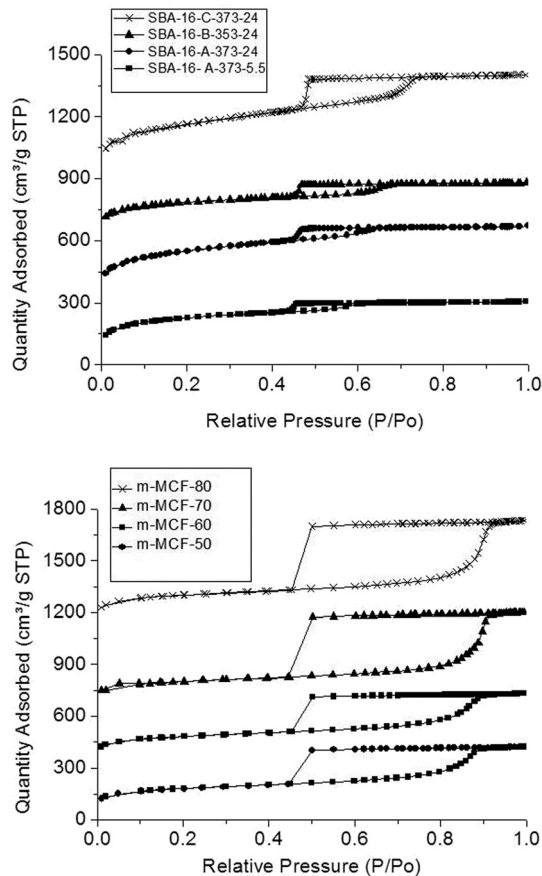 SBA-16-C-373-24
SBA-16-B-353-24
SBA-16-A-373-24
SBA-16- A-373-5.5
1500
1200
900
600
300
0
Quantity Adsorbed (cm³/g STP)
0.0 0.2 0.4 0.6 0.8 1.0
Relative Pressure (P/Po)
m-MCF-80
m-MCF-70
m-MCF-60
m-MCF-50
1800
1500
1200
900
600
300
0
Quantity Adsorbed (cm³/g STP)
0.0 0.2 0.4 0.6 0.8 1.0
Relative Pressure (P/Po)